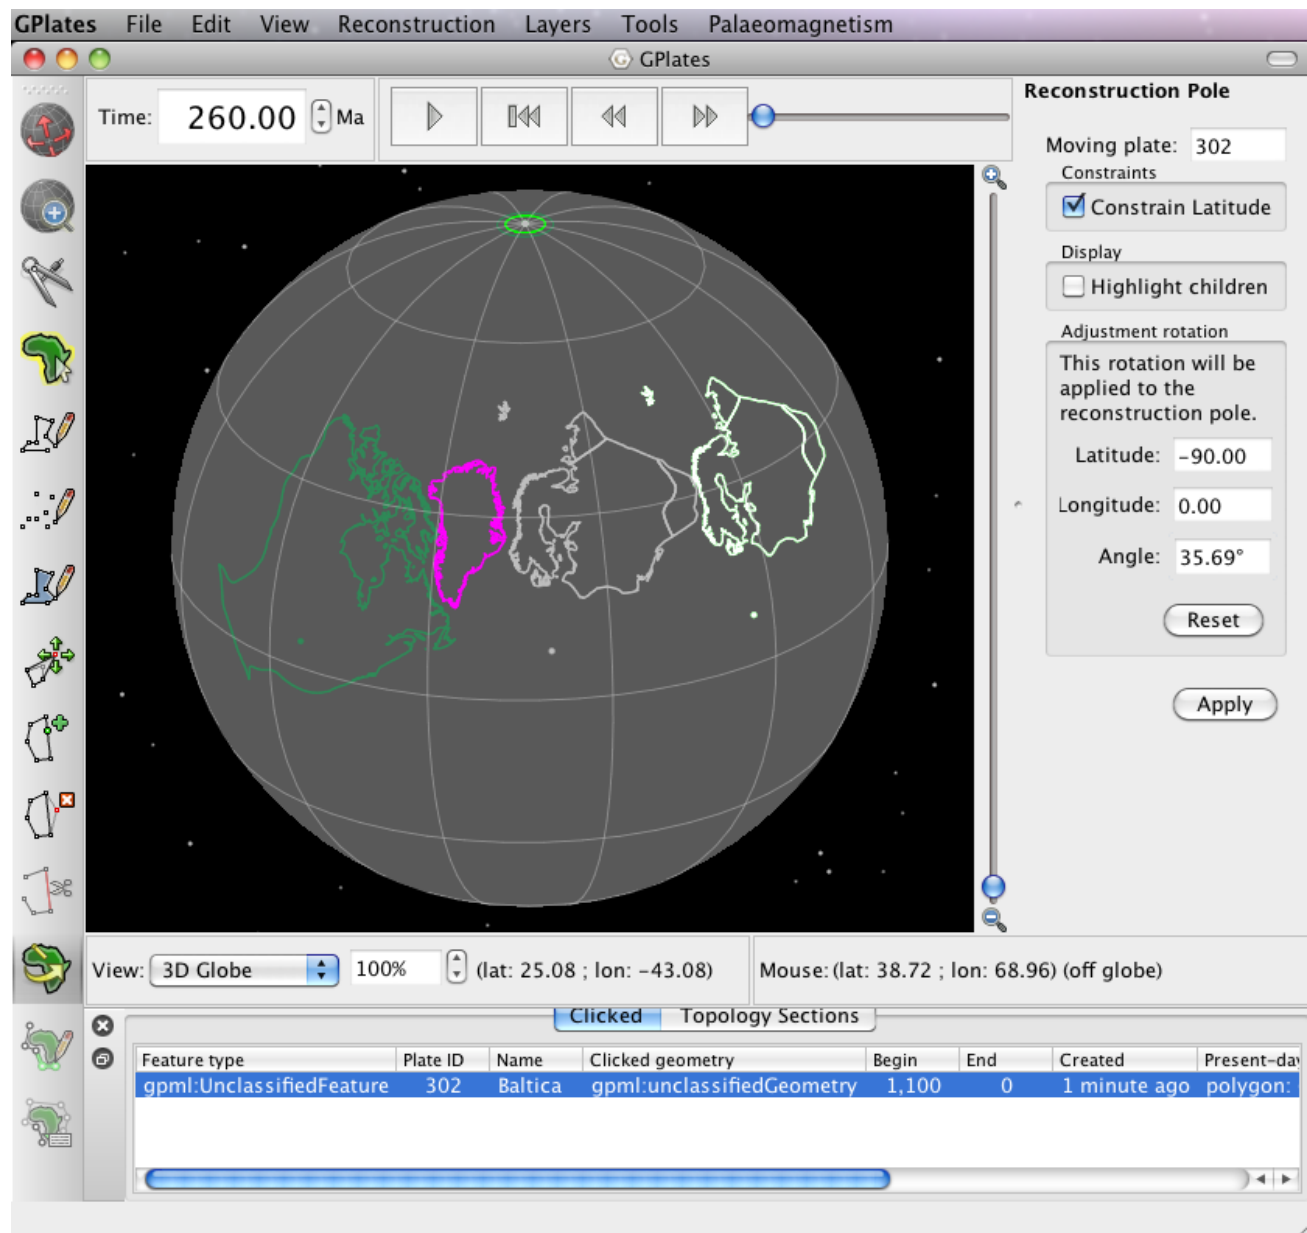 GPlates File Edit View Reconstruction Layers Tools Palaeomagnetism
GPlates
Time: 260.00 Ma
Reconstruction Pole
Moving plate: 302
Constraints
Constrain Latitude
Display
Highlight children
Adjustment rotation
This rotation will be
applied to the
reconstruction pole.
Latitude: -90.00
Longitude: 0.00
Angle: 35.69°
Reset
Apply
View: 3D Globe 100% (lat: 25.08 ; lon: -43.08) Mouse: (lat: 38.72 ; lon: 68.96) (off globe)
Clicked Topology Sections
Feature type Plate ID Name Clicked geometry Begin End Created Present-day
gpml:UnclassifiedFeature 302 Baltica gpml:unclassifiedGeometry 1,100 0 1 minute ago polygon: